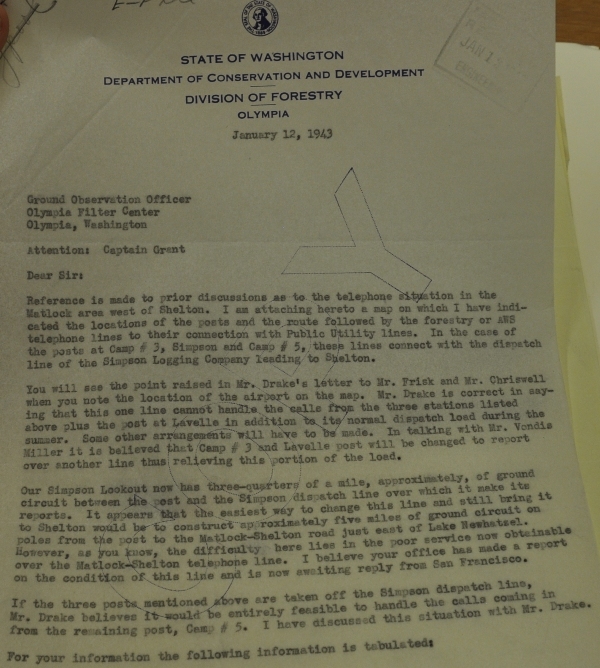 STATE OF WASHINGTON
DEPARTMENT OF CONSERVATION AND DEVELOPMENT
DIVISION OF FORESTRY
OLYMPIA
January 12, 1943
JAN 13
Ground Observation Officer
Olympia Filter Center
Olympia, Washington
Attention: Captain Grant
Dear Sir:
Reference is made to prior discussions as to the telephone situation in the
Matlock area west of Shelton. I am attaching hereto a map on which I have indi-
cated the locations of the posts and the route followed by the forestry or AWS
telephone lines to their connection with Public Utility lines. In the case of
the posts at Camp # 3, Simpson and Camp # 5, these lines connect with the dispatch
line of the Simpson Logging Company leading to Shelton.
You will see the point raised in Mr. Drake's letter to Mr. Frisk and Mr. Chriswell
when you note the location of the airport on the map. Mr. Drake is correct in say-
ing that this one line cannot handle the calls from the three stations listed
above plus the post at Lavelle in addition to its normal dispatch load during the
summer. Some other arrangements will have to be made. In talking with Mr. Vondis
Miller it is believed that Camp # 3 and Lavelle post will be changed to report
over another line thus relieving this portion of the load.
Our Simpson Lookout now has three-quarters of a mile, approximately, of ground
circuit between the post and the Simpson dispatch line over which it make its
reports. It appears that the easiest way to change this line and still bring it
to Shelton would be to construct approximately five miles of ground circuit on
poles from the post to the Matlock-Shelton road just east of Lake Newhatzel.
However, as you know, the difficulty here lies in the poor service now obtainable
over the Matlock-Shelton telephone line. I believe your office has made a report
on the condition of this line and is now awaiting reply from San Francisco.
If the three posts mentioned above are taken off the Simpson dispatch line,
Mr. Drake believes it would be entirely feasible to handle the calls coming in
from the remaining post, Camp # 5. I have discussed this situation with Mr. Drake.
For your information the following information is tabulated: